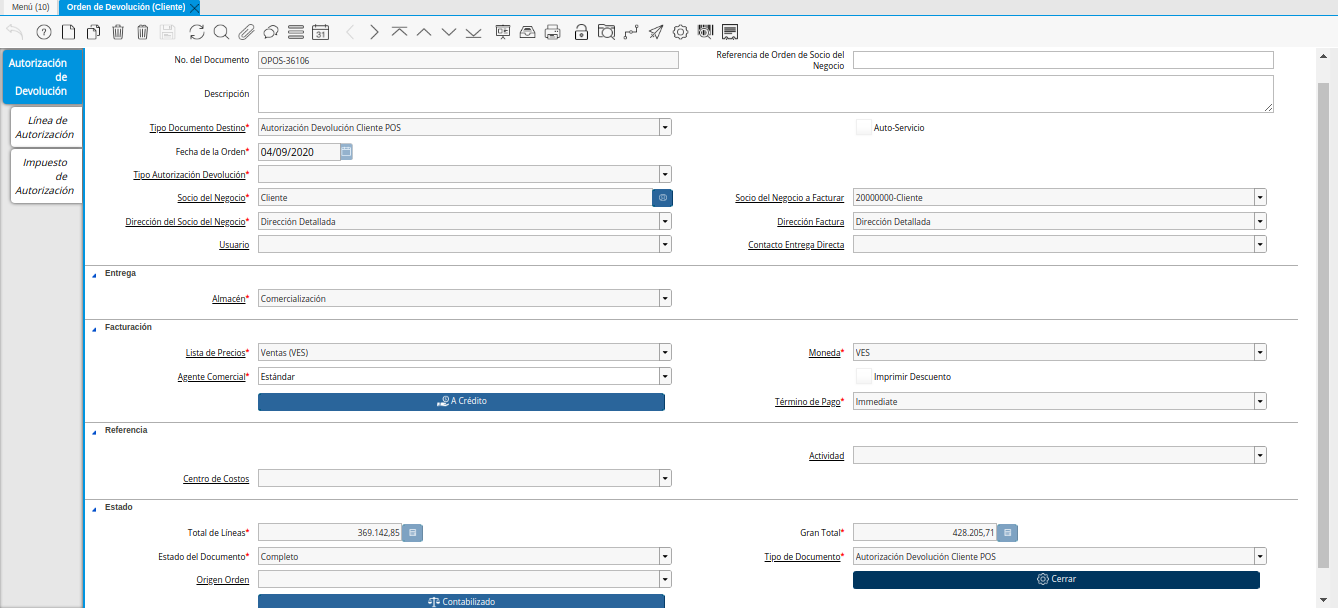 Menú (10)
Orden de Devolución (Cliente)
31
Autorización
de
Devolución
Línea de
Autorización
Impuesto
de
Autorización
No. del Documento
OPOS-36106
Referencia de Orden de Socio del
Negocio
Descripción
Tipo Documento Destino*
Autorización Devolución Cliente POS
Auto-Servicio
Fecha de la Orden*
04/09/2020
Tipo Autorización Devolución*
Socio del Negocio*
Cliente
Socio del Negocio a Facturar
20000000-Cliente
Dirección del Socio del Negocio*
Dirección Detallada
Dirección Factura
Dirección Detallada
Usuario
Contacto Entrega Directa
Entrega
Almacén*
Comercialización
Facturación
Lista de Precios*
Ventas (VES)
Moneda*
VES
Agente Comercial*
Estándar
Imprimir Descuento
A Crédito
Término de Pago*
Immediate
Referencia
Actividad
Centro de Costos
Estado
Total de Líneas*
369.142,85
Gran Total*
428.205,71
Estado del Documento*
Completo
Tipo de Documento*
Autorización Devolución Cliente POS
Origen Orden
Cerrar
Contabilizado